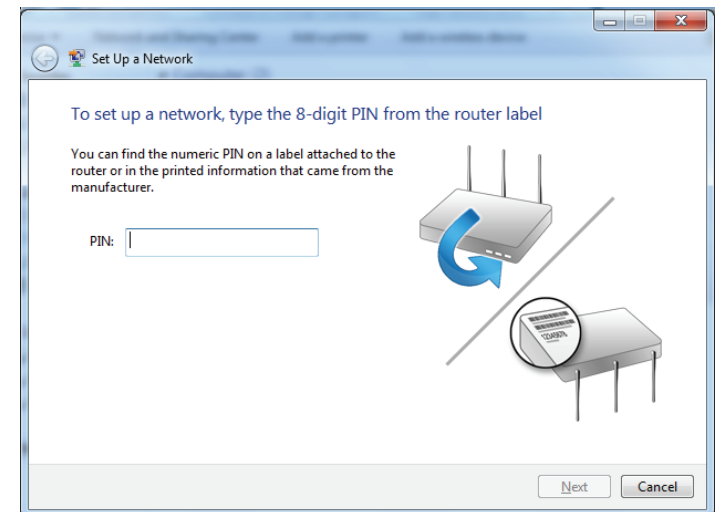 Set Up a Network
To set up a network, type the 8-digit PIN from the router label
You can find the numeric PIN on a label attached to the
router or in the printed information that came from the
manufacturer.
PIN:
12345678
Next
Cancel